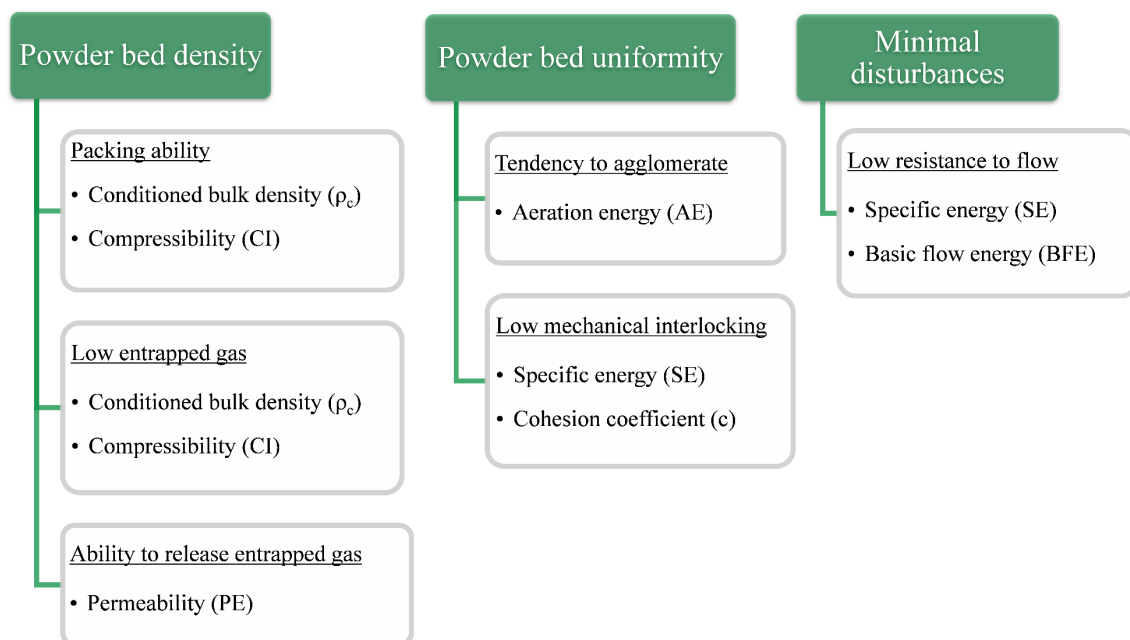 Powder bed density
Packing ability
• Conditioned bulk density (ρc)
• Compressibility (CI)
Low entrapped gas
• Conditioned bulk density (ρc)
• Compressibility (CI)
Ability to release entrapped gas
• Permeability (PE)
Powder bed uniformity
Tendency to agglomerate
• Aeration energy (AE)
Low mechanical interlocking
• Specific energy (SE)
• Cohesion coefficient (c)
Minimal
disturbances
Low resistance to flow
• Specific energy (SE)
• Basic flow energy (BFE)